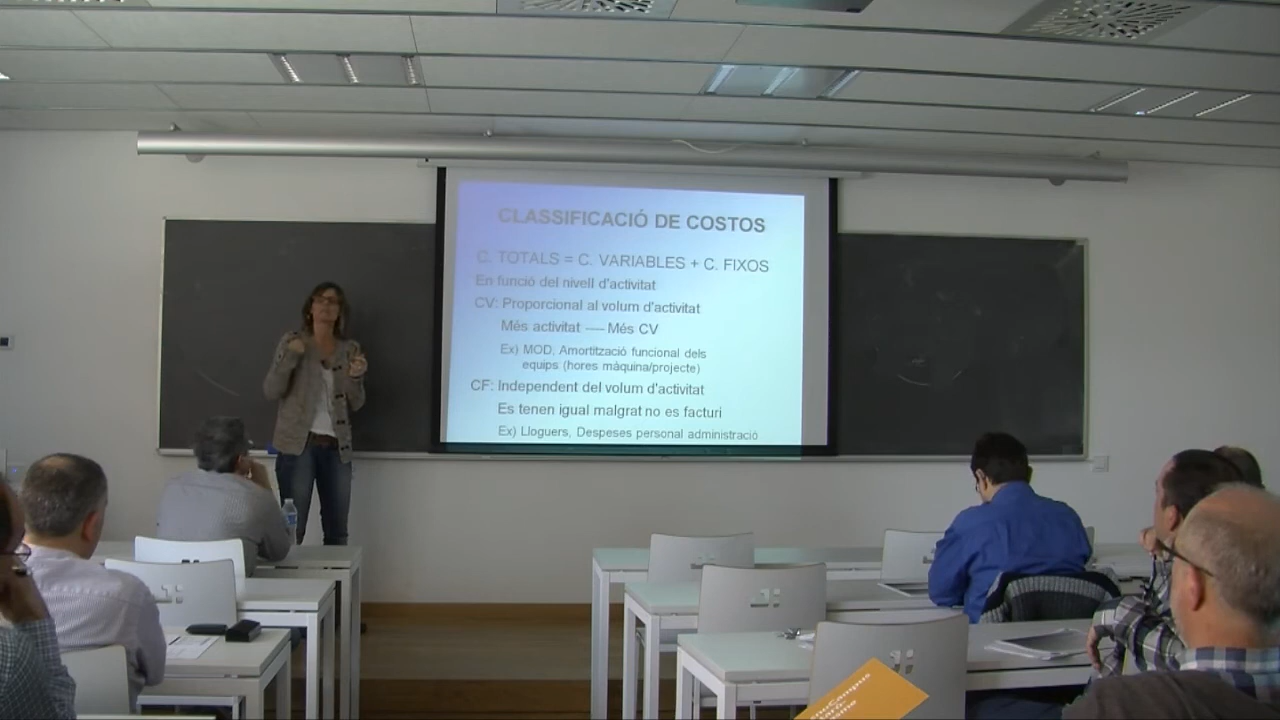 CLASSIFICACIÓ DE COSTOS
C. TOTALS = C. VARIABLES + C. FIXOS
En funció del nivell d'activitat
CV: Proporcional al volum d'activitat
Més activitat ---- Més CV
Ex) MOD, Amortització funcional dels
equips (hores màquina/projecte)
CF: Independent del volum d'activitat
Es tenen igual malgrat no es facturi
Ex) Lloguers, Despeses personal administració